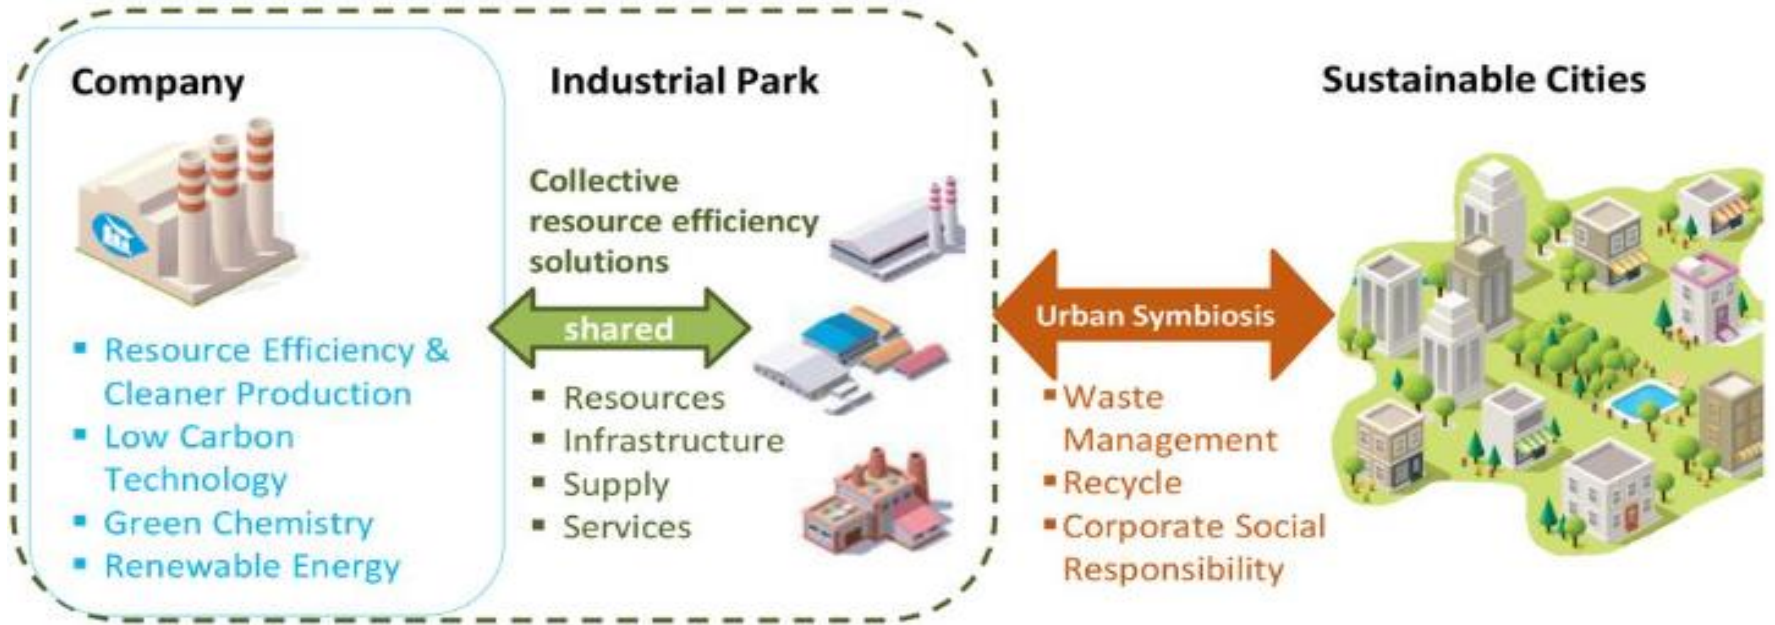 Company
Resource Efficiency &
Cleaner Production
Low Carbon
Technology
Green Chemistry
Renewable Energy
Industrial Park
Collective
resource efficiency
solutions
shared
Resources
Infrastructure
Supply
Services
Urban Symbiosis
Waste
Management
Recycle
Corporate Social
Responsibility
Sustainable Cities